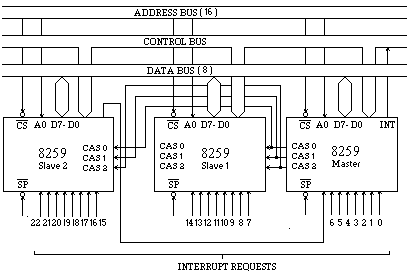 ADDRESS BUS (16)
CONTROL BUS
DATA BUS (8)
CS A0 D7- D0 CS A0 D7- D0 CS A0 D7- D0 INT
8259 CAS 0 8259 CAS 0 CAS 0 8259
Slave 2 CAS 1 Slave 1 CAS 1 CAS 1 Master
CAS 2 CAS 2 CAS 2
SP SP SP
22 21 20 19 18 17 16 15 14 13 12 11 10 9 8 7 6 5 4 3 2 1 0
INTERRUPT REQUESTS